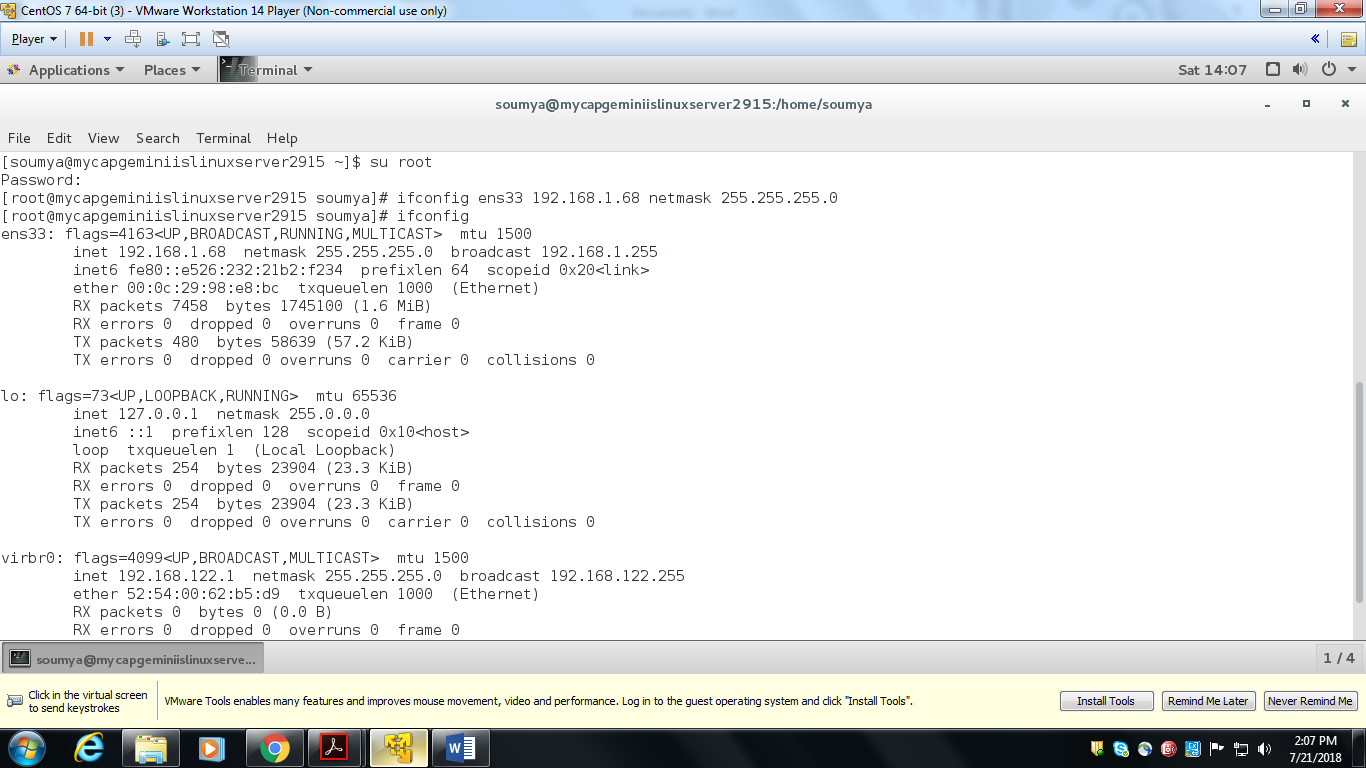 CentOS 7 64-bit (3) - VMware Workstation 14 Player (Non-commercial use only)
Player
Applications Places Terminal Sat 14:07
soumya@mycapgeminiislinuxserver2915:/home/soumya
File Edit View Search Terminal Help
[soumya@mycapgeminiislinuxserver2915 ~]$ su root
Password:
[root@mycapgeminiislinuxserver2915 soumya]# ifconfig ens33 192.168.1.68 netmask 255.255.255.0
[root@mycapgeminiislinuxserver2915 soumya]# ifconfig
ens33: flags=4163<UP,BROADCAST,RUNNING,MULTICAST>  mtu 1500
        inet 192.168.1.68  netmask 255.255.255.0  broadcast 192.168.1.255
        inet6 fe80::e526:232:21b2:f234  prefixlen 64  scopeid 0x20<link>
        ether 00:0c:29:98:e8:bc  txqueuelen 1000  (Ethernet)
        RX packets 7458  bytes 1745100 (1.6 MiB)
        RX errors 0  dropped 0  overruns 0  frame 0
        TX packets 480  bytes 58639 (57.2 KiB)
        TX errors 0  dropped 0 overruns 0  carrier 0  collisions 0
lo: flags=73<UP,LOOPBACK,RUNNING>  mtu 65536
        inet 127.0.0.1  netmask 255.0.0.0
        inet6 ::1  prefixlen 128  scopeid 0x10<host>
        loop  txqueuelen 1  (Local Loopback)
        RX packets 254  bytes 23904 (23.3 KiB)
        RX errors 0  dropped 0  overruns 0  frame 0
        TX packets 254  bytes 23904 (23.3 KiB)
        TX errors 0  dropped 0 overruns 0  carrier 0  collisions 0
virbr0: flags=4099<UP,BROADCAST,MULTICAST>  mtu 1500
        inet 192.168.122.1  netmask 255.255.255.0  broadcast 192.168.122.255
        ether 52:54:00:62:b5:d9  txqueuelen 1000  (Ethernet)
        RX packets 0  bytes 0 (0.0 B)
        RX errors 0  dropped 0  overruns 0  frame 0
soumya@mycapgeminiislinuxserve... 1 / 4
Click in the virtual screen
to send keystrokes
VMware Tools enables many features and improves mouse movement, video and performance. Log in to the guest operating system and click "Install Tools".
Install Tools Remind Me Later Never Remind Me
2:07 PM
7/21/2018